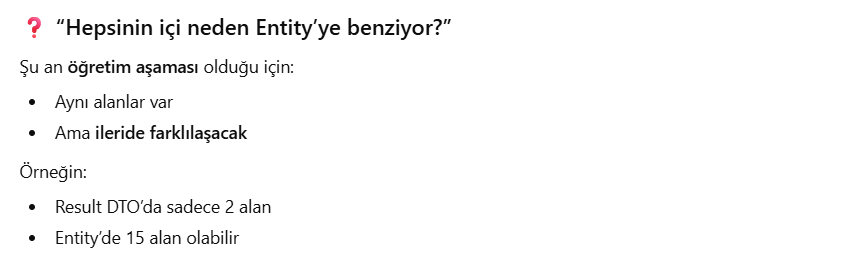 ❓ “Hepsinin içi neden Entity’ye benziyor?”
Şu an öğretim aşaması olduğu için:
• Aynı alanlar var
• Ama ileride farklılaşacak
Örneğin:
• Result DTO’da sadece 2 alan
• Entity’de 15 alan olabilir